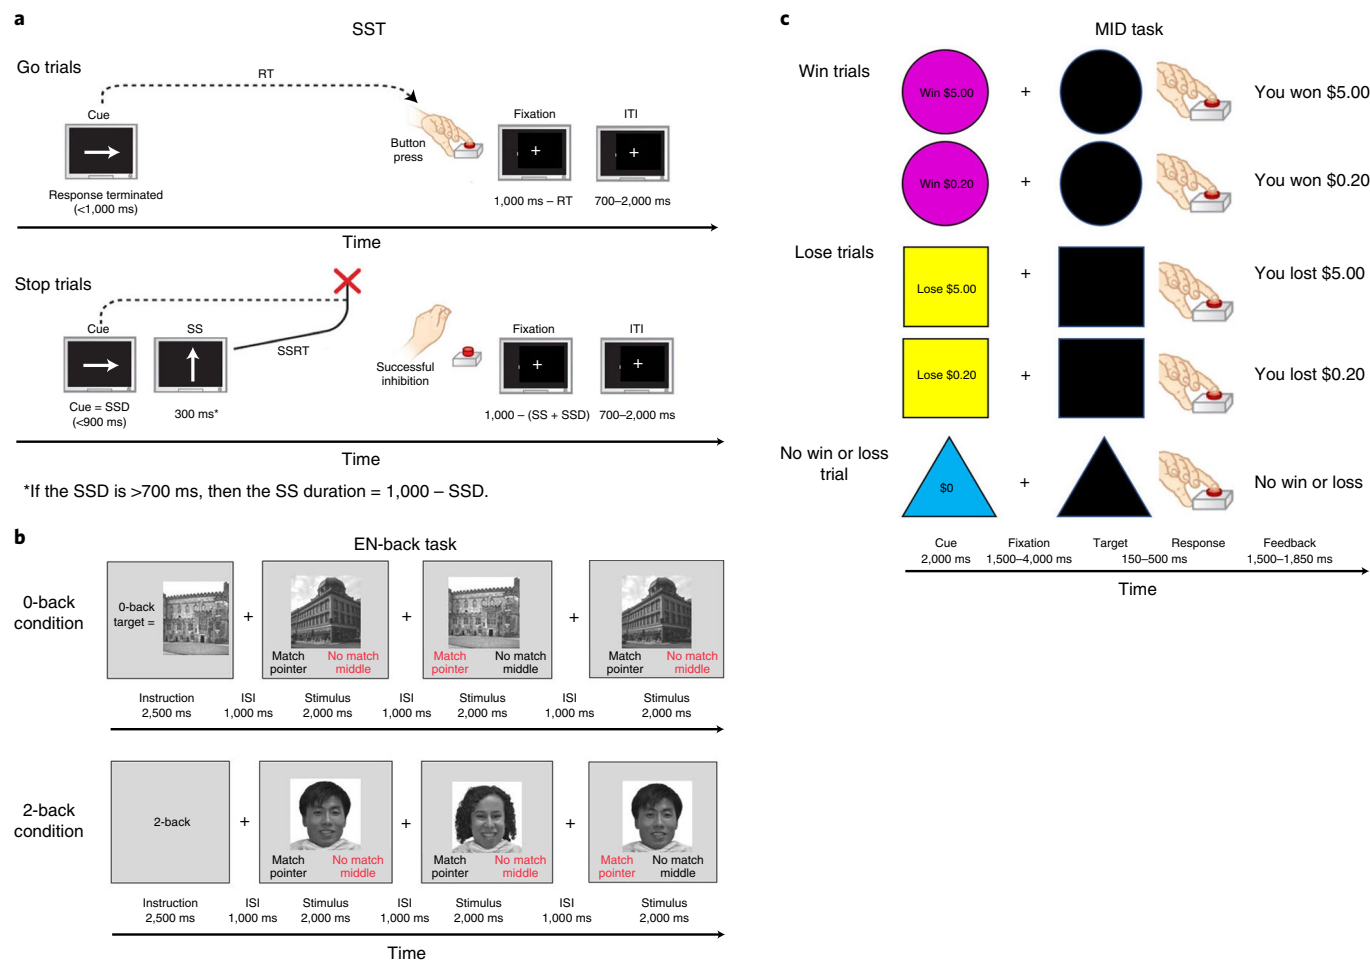 a
SST
Go trials
RT
Cue
Button
press
Fixation
ITI
Response terminated
(<1,000 ms)
1,000 ms – RT
700–2,000 ms
Time
Stop trials
Cue
SS
SSRT
Successful
inhibition
Fixation
ITI
Cue = SSD
(<900 ms)
300 ms*
1,000 – (SS + SSD)
700–2,000 ms
Time
*If the SSD is >700 ms, then the SS duration = 1,000 – SSD.
b
EN-back task
0-back
condition
0-back
target =
+
+
+
Match
pointer
No match
middle
Match
pointer
No match
middle
Match
pointer
No match
middle
Instruction
2,500 ms
ISI
1,000 ms
Stimulus
2,000 ms
ISI
1,000 ms
Stimulus
2,000 ms
ISI
1,000 ms
Stimulus
2,000 ms
2-back
condition
2-back
+
+
+
Match
pointer
No match
middle
Match
pointer
No match
middle
Match
pointer
No match
middle
Instruction
2,500 ms
ISI
1,000 ms
Stimulus
2,000 ms
ISI
1,000 ms
Stimulus
2,000 ms
ISI
1,000 ms
Stimulus
2,000 ms
Time
c
MID task
Win trials
Win $5.00
+
You won $5.00
Win $0.20
+
You won $0.20
Lose trials
Lose $5.00
+
You lost $5.00
Lose $0.20
+
You lost $0.20
No win or loss
trial
$0
+
No win or loss
Cue
2,000 ms
Fixation
1,500–4,000 ms
Target
Response
150–500 ms
Feedback
1,500–1,850 ms
Time